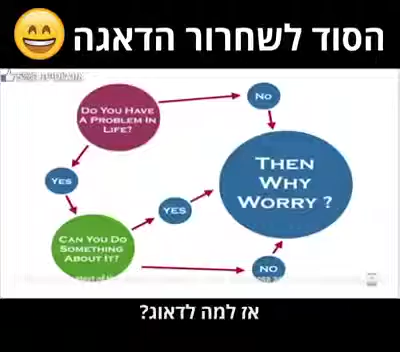 הסוד לשחרור הדאגה
Do You Have
A Problem In
Life?
No
Yes
Then
Why
Worry ?
Can You Do
Something
About It?
YES
NO
אז למה לדאוג?